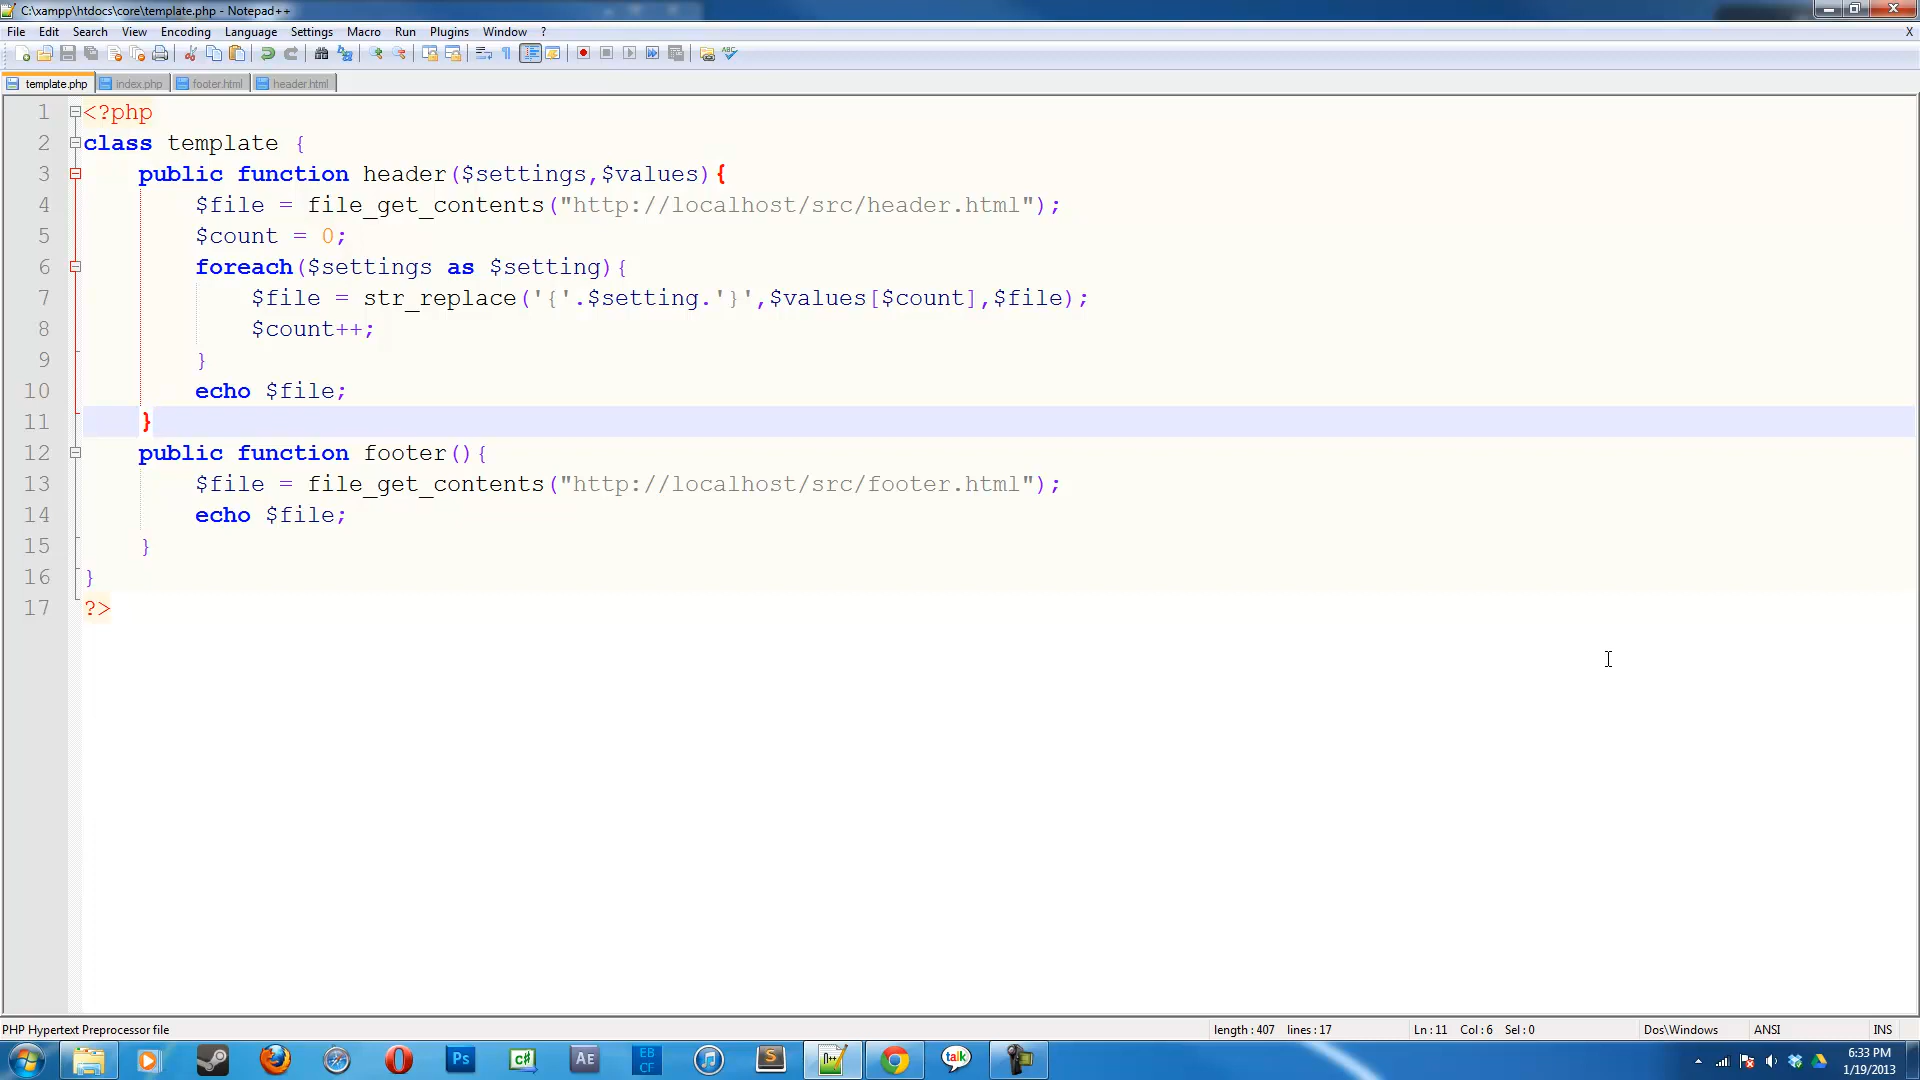 C:\xampp\htdocs\core\template.php - Notepad++
File Edit Search View Encoding Language Settings Macro Run Plugins Window ? X
template.php index.php footer.html header.html
1 <?php
2 class template {
3 public function header($settings,$values){
4 $file = file_get_contents("http://localhost/src/header.html");
5 $count = 0;
6 foreach($settings as $setting){
7 $file = str_replace('{'.$setting.'}',$values[$count],$file);
8 $count++;
9 }
10 echo $file;
11 }
12 public function footer(){
13 $file = file_get_contents("http://localhost/src/footer.html");
14 echo $file;
15 }
16 }
17 ?>
PHP Hypertext Preprocessor file length : 407 lines : 17 Ln : 11 Col : 6 Sel : 0 Dos\Windows ANSI INS
Ps C# AE EB CF S n++ talk
6:33 PM
1/19/2013